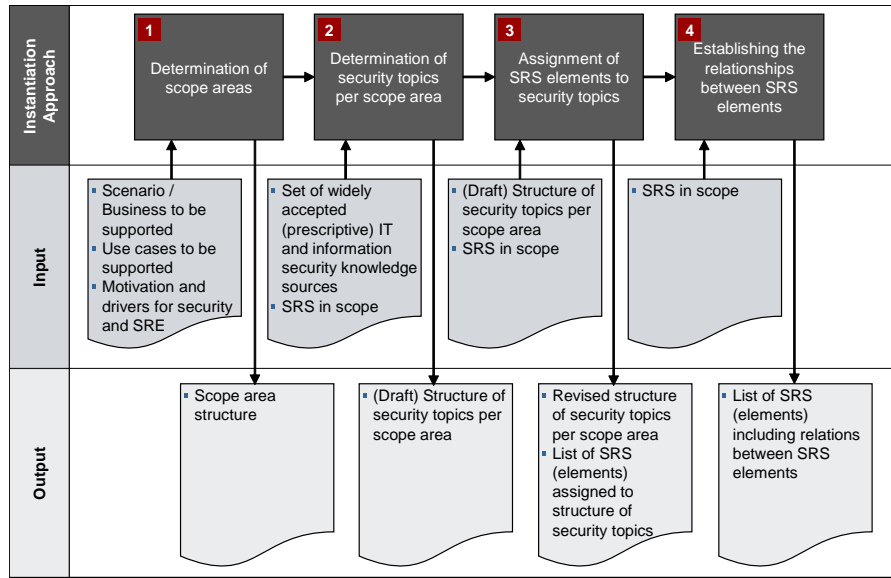 Instantiation
Approach
1
Determination of
scope areas
2
Determination of
security topics
per scope area
3
Assignment of
SRS elements to
security topics
4
Establishing the
relationships
between SRS
elements
Input
Scenario /
Business to be
supported
Use cases to be
supported
Motivation and
drivers for security
and SRE
Set of widely
accepted
(prescriptive) IT
and information
security knowledge
sources
SRS in scope
(Draft) Structure of
security topics per
scope area
SRS in scope
SRS in scope
Output
Scope area
structure
(Draft) Structure of
security topics per
scope area
Revised structure
of security topics
per scope area
List of SRS
(elements)
assigned to
structure of
security topics
List of SRS
(elements)
including relations
between SRS
elements